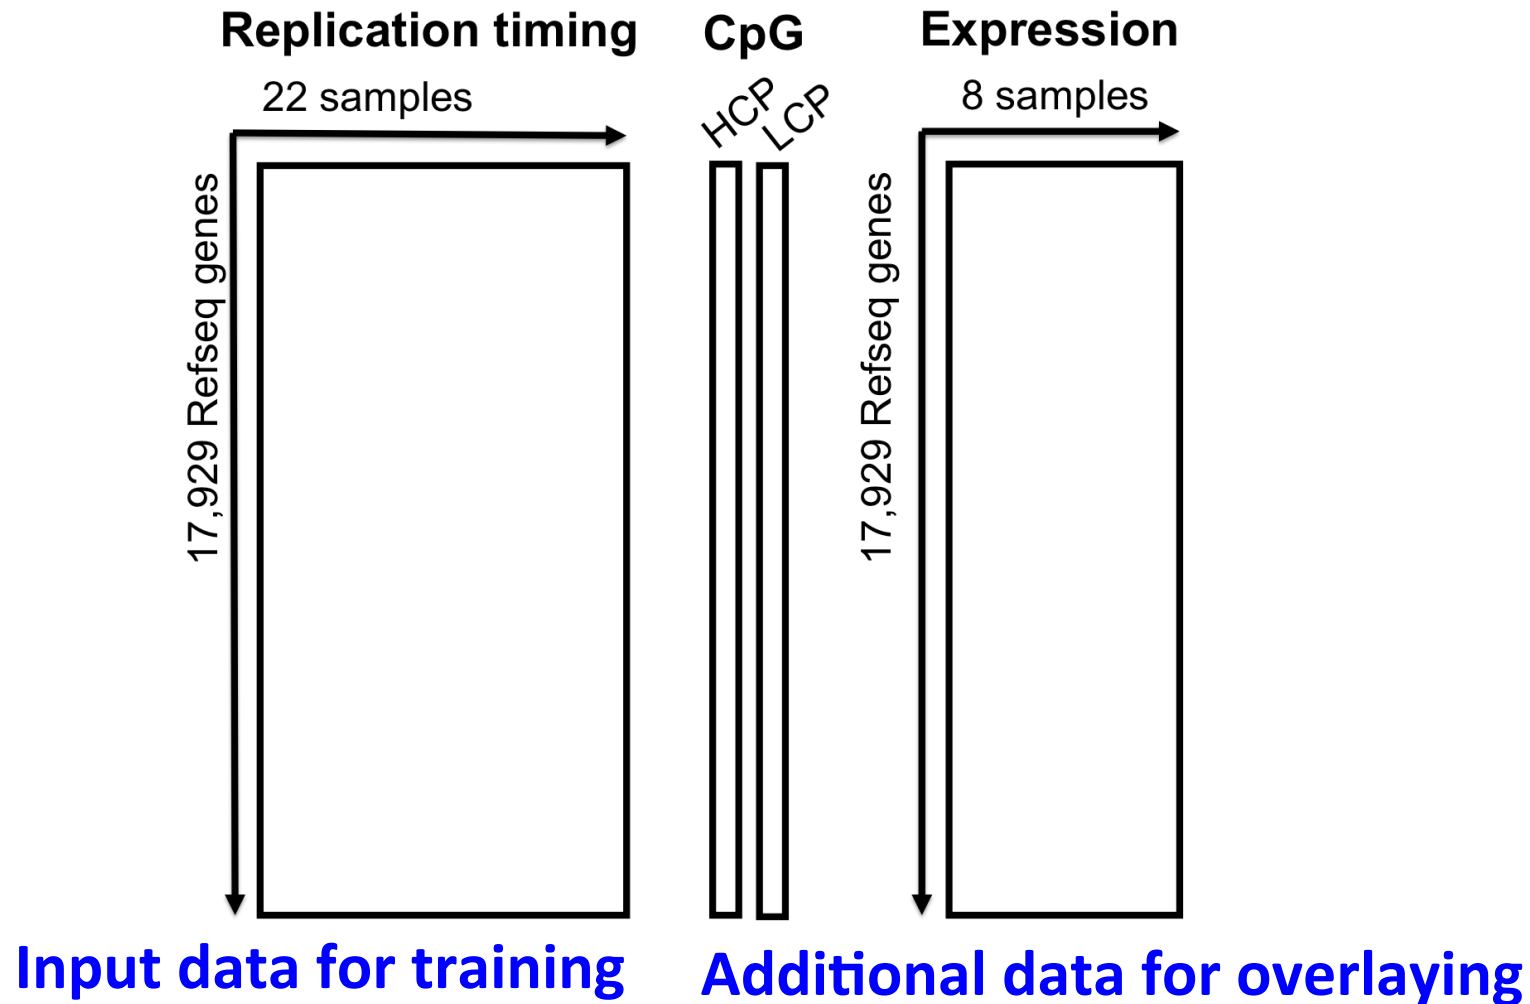 Replication timing
22 samples
17,929 Refseq genes
CpG
HCP
LCP
Expression
8 samples
17,929 Refseq genes
Input data for training
Additional data for overlaying